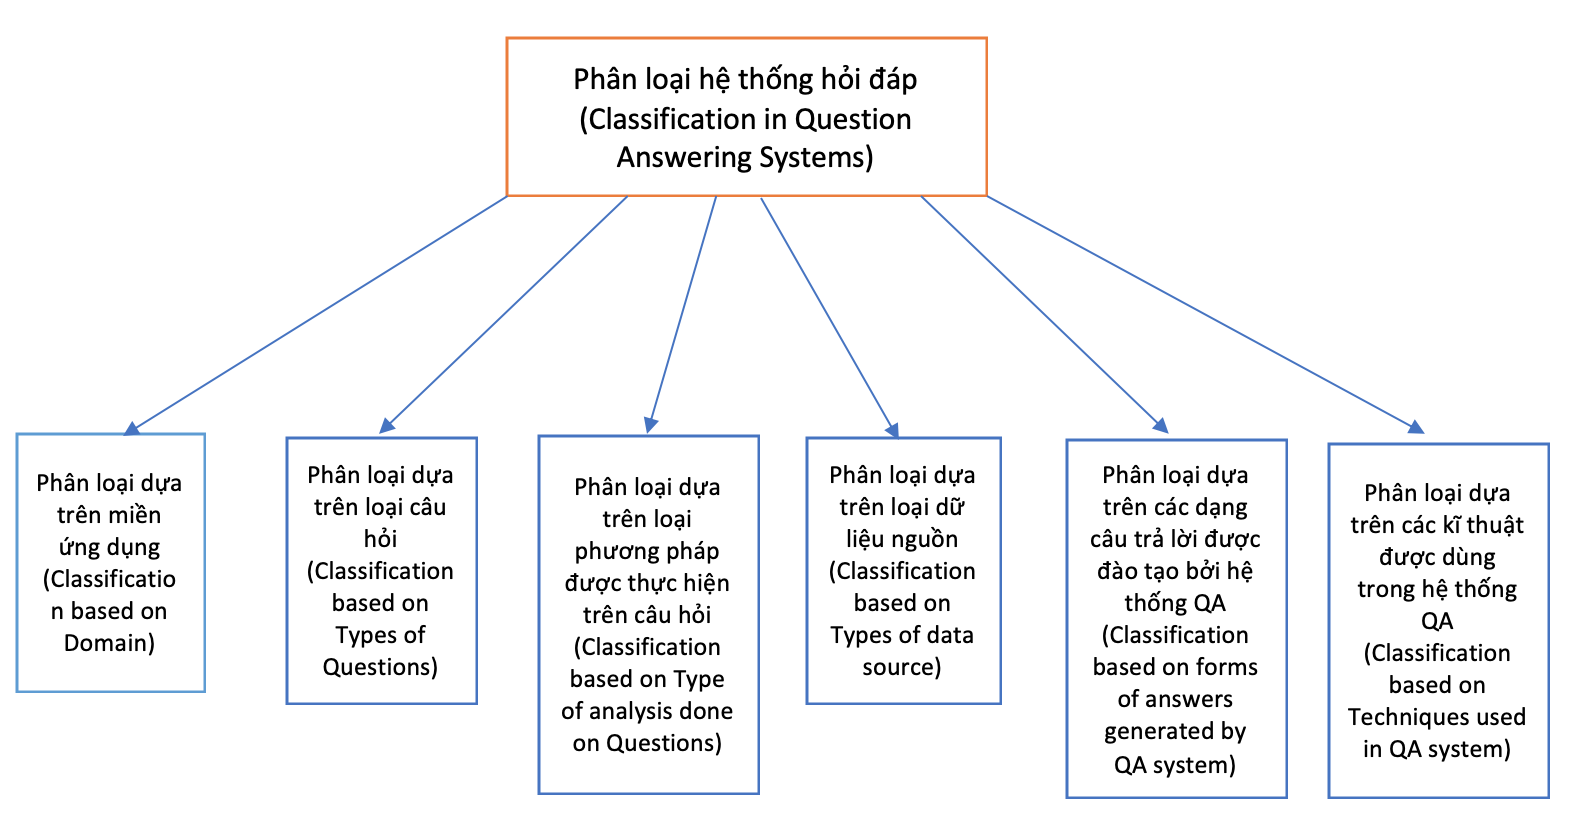 Phân loại hệ thống hỏi đáp
(Classification in Question
Answering Systems)
Phân loại dựa
trên miền
ứng dụng
(Classificatio
n based on
Domain)
Phân loại dựa
trên loại câu
hỏi
(Classification
based on
Types of
Questions)
Phân loại dựa
trên loại
phương pháp
được thực hiện
trên câu hỏi
(Classification
based on Type
of analysis done
on Questions)
Phân loại dựa
trên loại dữ
liệu nguồn
(Classification
based on
Types of data
source)
Phân loại dựa
trên các dạng
câu trả lời được
đào tạo bởi hệ
thống QA
(Classification
based on forms
of answers
generated by
QA system)
Phân loại dựa
trên các kĩ thuật
được dùng
trong hệ thống
QA
(Classification
based on
Techniques used
in QA system)